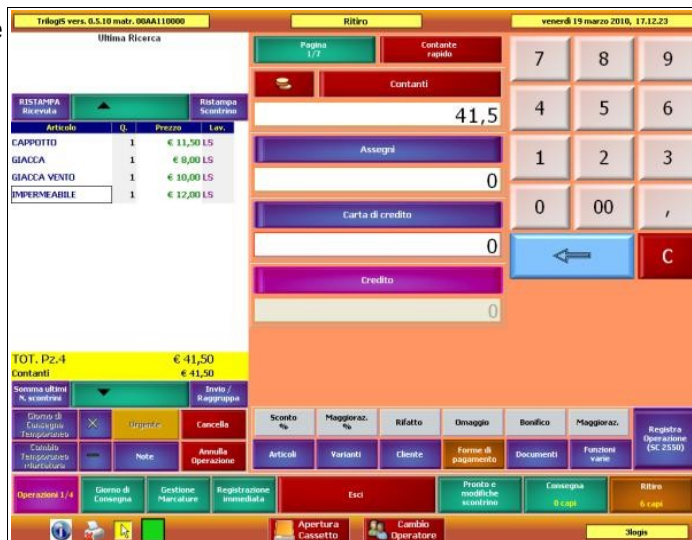 e
TrilogiS vers. 0.5.10 matr. 00AA110000
Ritiro
venerdì 19 marzo 2010, 17.12.23
Ultima Ricerca
Pagina 1/7
Contante rapido
7 8 9
Contanti
RISTAMPA Ricevuta
Ristampa Scontrino
41,5
4 5 6
Articolo Q. Prezzo Lav.
CAPPOTTO 1 € 11,50 LS
Assegni
GIACCA 1 € 8,00 LS
1 2 3
GIACCA VENTO 1 € 10,00 LS
0
IMPERMEABILE 1 € 12,00 LS
Carta di credito
0 00 ,
0
C
Credito
0
TOT. Pz.4 € 41,50
Contanti € 41,50
Somma ultimi N. scontrini
Invio / Raggruppa
Giorno di Consegna Temporaneo
Urgente
Cancella
Sconto %
Maggioraz. %
Rifatto
Omaggio
Bonifico
Maggioraz.
Registra Operazione (SC 2550)
Cambio Temporaneo
Note
Annulla Operazione
Articoli
Varianti
Cliente
Forme di pagamento
Documenti
Funzioni varie
Operazioni 1/4
Giorno di Consegna
Gestione Marcature
Registrazione immediata
Esci
Pronto e modifiche scontrino
Consegna 0 capi
Ritiro 6 capi
Apertura Cassetto
Cambio Operatore
3logis